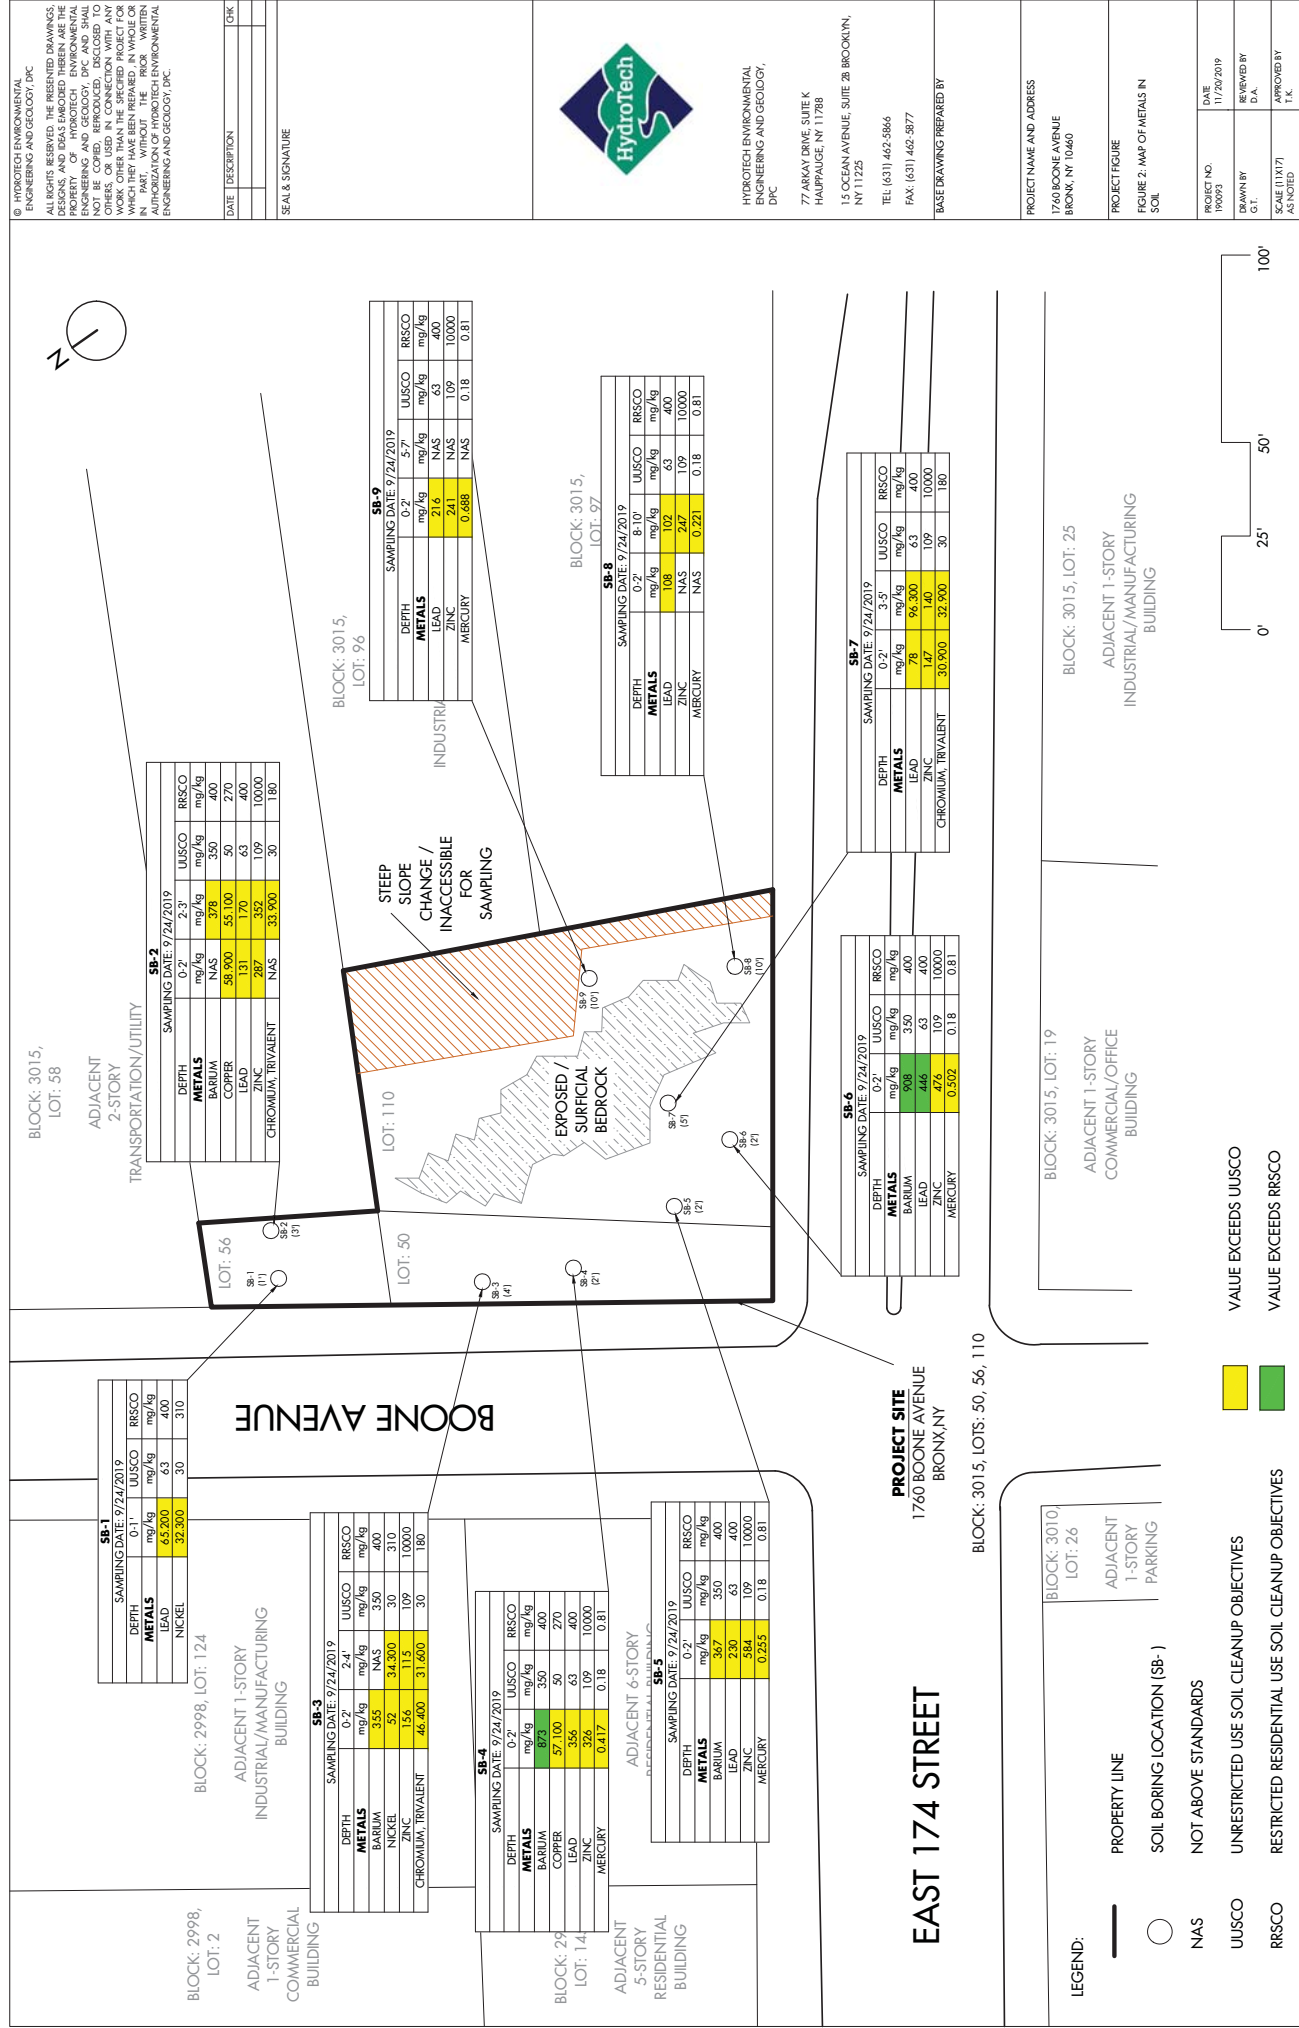 © HYDROTECH ENVIRONMENTAL
ENGINEERING AND GEOLOGY, DPC
ALL RIGHTS RESERVED. THE PRESENTED DRAWINGS,
DESIGNS, AND IDEAS EMBODIED THEREIN ARE THE
PROPERTY OF HYDROTECH ENVIRONMENTAL
ENGINEERING AND GEOLOGY, DPC AND SHALL
NOT BE COPIED, REPRODUCED, DISCLOSED TO
OTHERS, OR USED IN CONNECTION WITH ANY
WORK OTHER THAN THE SPECIFIED PROJECT FOR
WHICH THEY HAVE BEEN PREPARED, IN WHOLE OR
IN PART, WITHOUT THE PRIOR WRITTEN
AUTHORIZATION OF HYDROTECH ENVIRONMENTAL
ENGINEERING AND GEOLOGY, DPC.
DATE DESCRIPTION CHK
SEAL & SIGNATURE
HydroTech
HYDROTECH ENVIRONMENTAL
ENGINEERING AND GEOLOGY,
DPC
77 ARKAY DRIVE, SUITE K
HAUPPAUGE, NY 11788
15 OCEAN AVENUE, SUITE 2B BROOKLYN,
NY 11225
TEL: (631) 462-5866
FAX: (631) 462-5877
BASE DRAWING PREPARED BY
PROJECT NAME AND ADDRESS
1760 BOONE AVENUE
BRONX, NY 10460
PROJECT FIGURE
FIGURE 2: MAP OF METALS IN
SOIL
PROJECT NO.
190093
DATE
11/20/2019
DRAWN BY
G.T.
REVIEWED BY
D.A.
SCALE (11X17)
AS NOTED
APPROVED BY
T.K.
N
BLOCK: 3015,
LOT: 58
ADJACENT
2-STORY
TRANSPORTATION/UTILITY
SB-2
SAMPLING DATE: 9/24/2019
DEPTH 0-2' 2-3' UUSCO RRSCO
METALS mg/kg mg/kg mg/kg mg/kg
BARIUM NAS 378 350 400
COPPER 58.900 55.100 50 270
LEAD 131 170 63 400
ZINC 287 352 109 10000
CHROMIUM, TRIVALENT NAS 33.900 30 180
BLOCK: 3015,
LOT: 96
INDUSTRIA
SB-9
SAMPLING DATE: 9/24/2019
DEPTH 0-2' 5-7' UUSCO RRSCO
METALS mg/kg mg/kg mg/kg mg/kg
LEAD 216 NAS 63 400
ZINC 241 NAS 109 10000
MERCURY 0.688 NAS 0.18 0.81
BLOCK: 3015,
LOT: 97
SB-8
SAMPLING DATE: 9/24/2019
DEPTH 0-2' 8-10' UUSCO RRSCO
METALS mg/kg mg/kg mg/kg mg/kg
LEAD 108 102 63 400
ZINC NAS 247 109 10000
MERCURY NAS 0.221 0.18 0.81
SB-7
SAMPLING DATE: 9/24/2019
DEPTH 0-2' 3-5' UUSCO RRSCO
METALS mg/kg mg/kg mg/kg mg/kg
LEAD 78 96.300 63 400
ZINC 147 140 109 10000
CHROMIUM, TRIVALENT 30.900 32.900 30 180
SB-6
SAMPLING DATE: 9/24/2019
DEPTH 0-2' UUSCO RRSCO
METALS mg/kg mg/kg mg/kg
BARIUM 908 350 400
LEAD 446 63 400
ZINC 476 109 10000
MERCURY 0.502 0.18 0.81
STEEP
SLOPE
CHANGE /
INACCESSIBLE
FOR
SAMPLING
EXPOSED /
SURFICIAL
BEDROCK
LOT: 110
LOT: 56
LOT: 50
SB-1
(1')
SB-2
(3')
SB-3
(4')
SB-4
(2')
SB-5
(2')
SB-6
(2')
SB-7
(5')
SB-8
(10')
SB-9
(10')
SB-1
SAMPLING DATE: 9/24/2019
DEPTH 0-1' UUSCO RRSCO
METALS mg/kg mg/kg mg/kg
LEAD 65.200 63 400
NICKEL 32.300 30 310
BOONE AVENUE
BLOCK: 2998, LOT: 124
ADJACENT 1-STORY
INDUSTRIAL/MANUFACTURING
BUILDING
SB-3
SAMPLING DATE: 9/24/2019
DEPTH 0-2' 2-4' UUSCO RRSCO
METALS mg/kg mg/kg mg/kg mg/kg
BARIUM 355 NAS 350 400
NICKEL 52 34.300 30 310
ZINC 156 115 109 10000
CHROMIUM, TRIVALENT 46.400 31.600 30 180
SB-4
SAMPLING DATE: 9/24/2019
DEPTH 0-2' UUSCO RRSCO
METALS mg/kg mg/kg mg/kg
BARIUM 873 350 400
COPPER 57.100 50 270
LEAD 356 63 400
ZINC 326 109 10000
MERCURY 0.417 0.18 0.81
ADJACENT 6-STORY
RESIDENTIAL BUILDING
SB-5
SAMPLING DATE: 9/24/2019
DEPTH 0-2' UUSCO RRSCO
METALS mg/kg mg/kg mg/kg
BARIUM 367 350 400
LEAD 230 63 400
ZINC 584 109 10000
MERCURY 0.255 0.18 0.81
BLOCK: 2998,
LOT: 2
ADJACENT
1-STORY
COMMERCIAL
BUILDING
BLOCK: 29
LOT: 14
ADJACENT
5-STORY
RESIDENTIAL
BUILDING
EAST 174 STREET
PROJECT SITE
1760 BOONE AVENUE
BRONX,NY
BLOCK: 3015, LOTS: 50, 56, 110
BLOCK: 3010,
LOT: 26
ADJACENT
1-STORY
PARKING
BLOCK: 3015, LOT: 19
ADJACENT 1-STORY
COMMERCIAL/OFFICE
BUILDING
BLOCK: 3015, LOT: 25
ADJACENT 1-STORY
INDUSTRIAL/MANUFACTURING
BUILDING
LEGEND:
PROPERTY LINE
SOIL BORING LOCATION (SB- )
NAS NOT ABOVE STANDARDS
UUSCO UNRESTRICTED USE SOIL CLEANUP OBJECTIVES
RRSCO RESTRICTED RESIDENTIAL USE SOIL CLEANUP OBJECTIVES
VALUE EXCEEDS UUSCO
VALUE EXCEEDS RRSCO
0' 25' 50' 100'